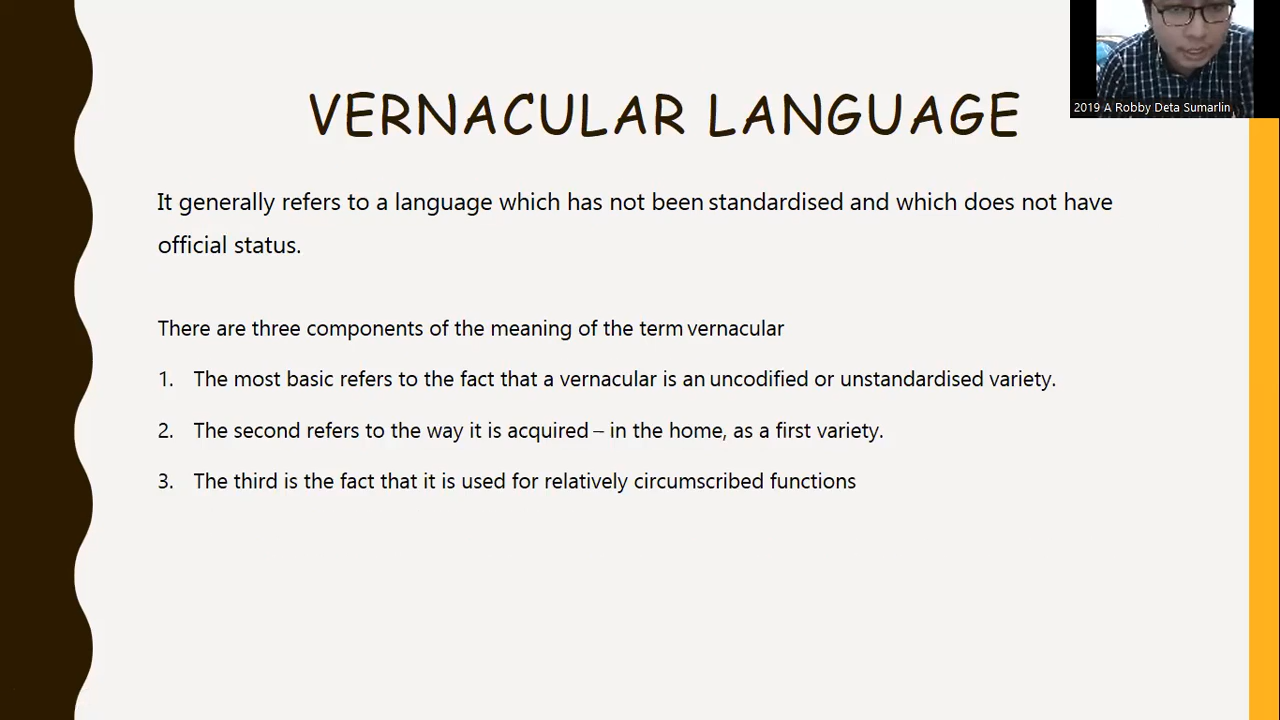 2019 A Robby Deta Sumarlin
VERNACULAR LANGUAGE
It generally refers to a language which has not been standardised and which does not have
official status.
There are three components of the meaning of the term vernacular
1. The most basic refers to the fact that a vernacular is an uncodified or unstandardised variety.
2. The second refers to the way it is acquired – in the home, as a first variety.
3. The third is the fact that it is used for relatively circumscribed functions